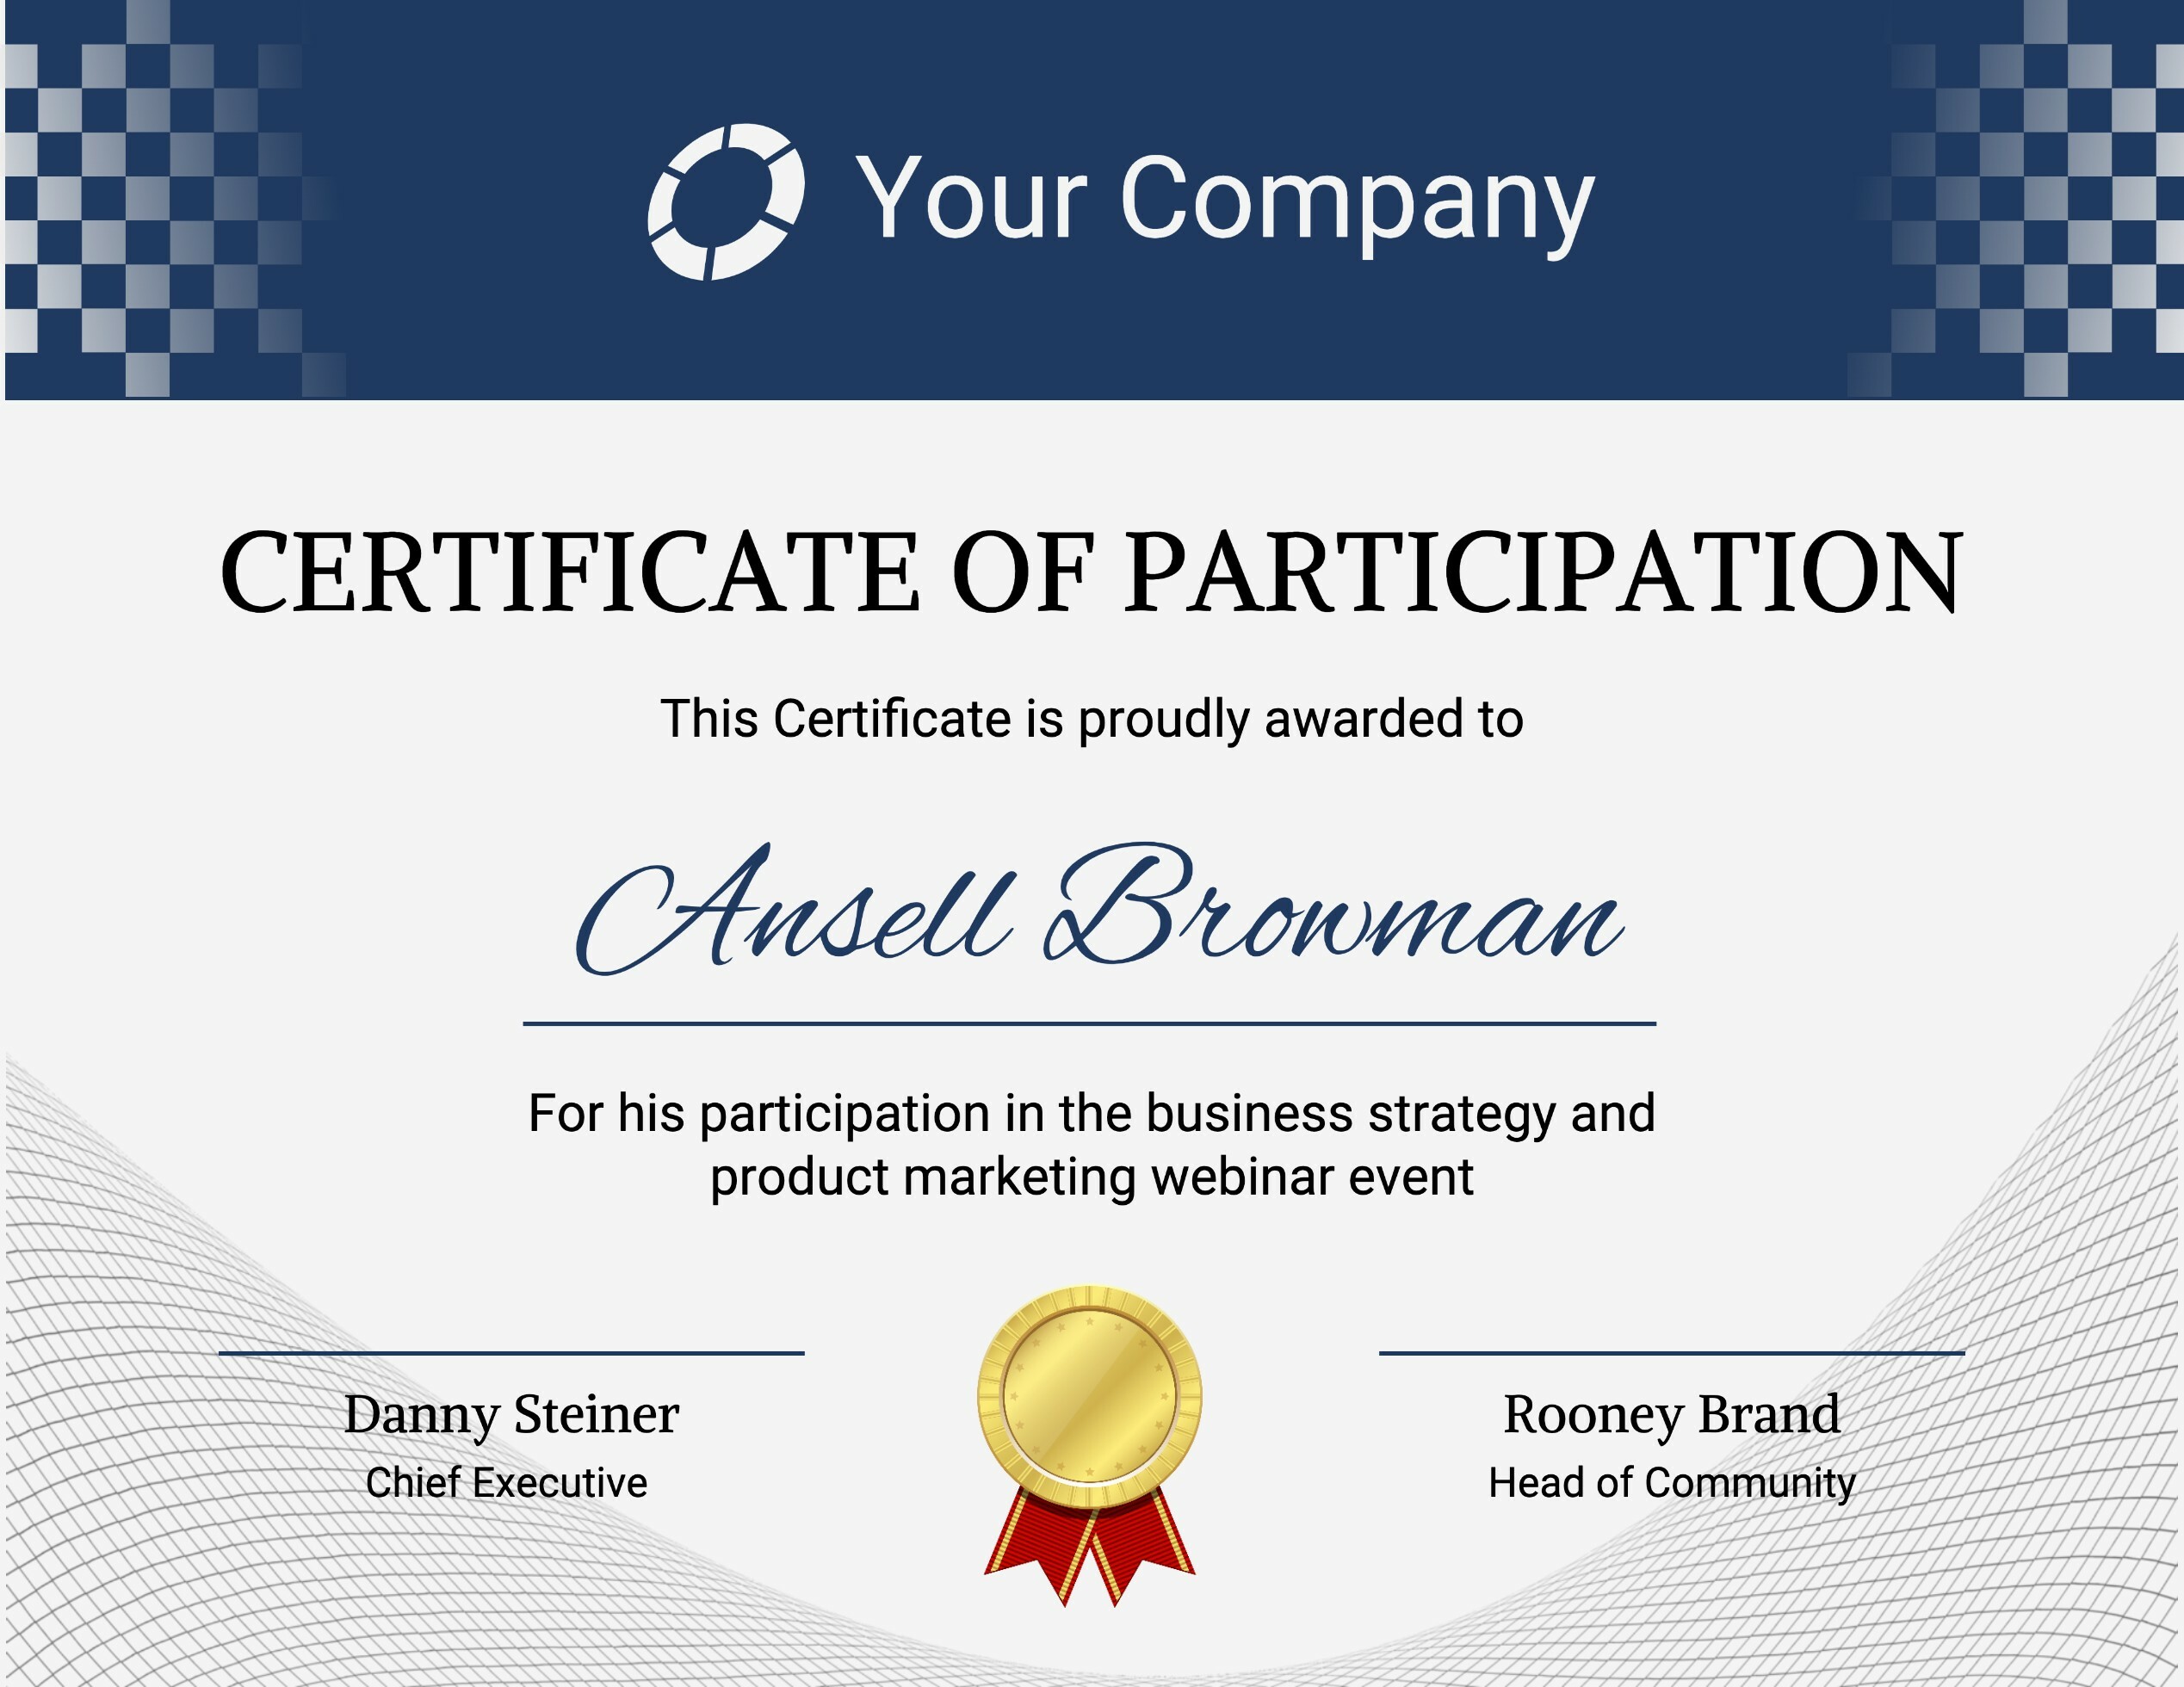 Your Company
CERTIFICATE OF PARTICIPATION
This Certificate is proudly awarded to
Ansell Browman
For his participation in the business strategy and
product marketing webinar event
Danny Steiner
Chief Executive
Rooney Brand
Head of Community